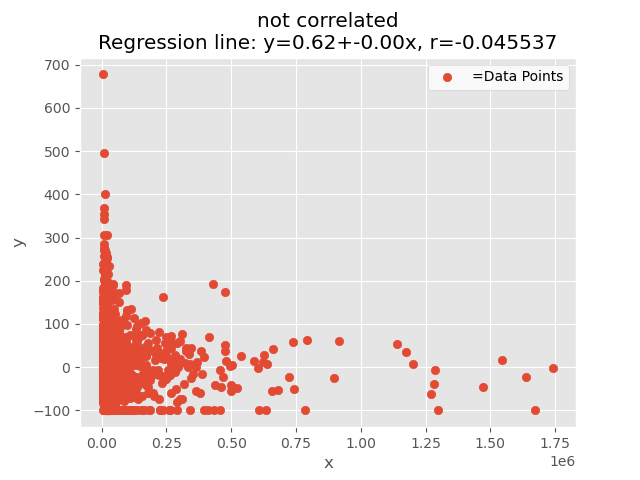 not correlated
Regression line: y=0.62+-0.00x, r=-0.045537
=Data Points
700
600
500
400
300
200
100
0
−100
y
0.00 0.25 0.50 0.75 1.00 1.25 1.50 1.75
1e6
x